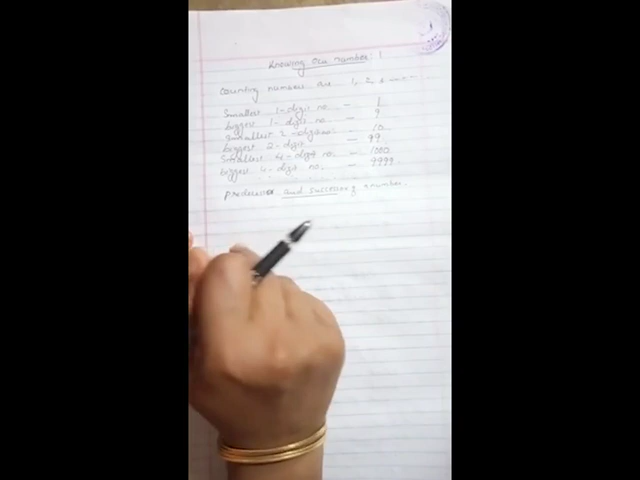 Knowing Our number: 1
Counting numbers are 1, 2, 3 ------
Smallest 1-digit no. - 1
biggest 1-digit no. - 9
Smallest 2-digit no. - 10
biggest 2-digit - 99
Smallest 4-digit no. - 1000
biggest 4-digit no. - 9999
Predecessor and successor of a number.